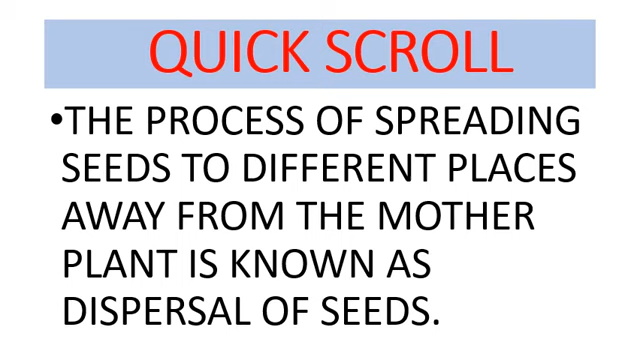 QUICK SCROLL
•THE PROCESS OF SPREADING
SEEDS TO DIFFERENT PLACES
AWAY FROM THE MOTHER
PLANT IS KNOWN AS
DISPERSAL OF SEEDS.